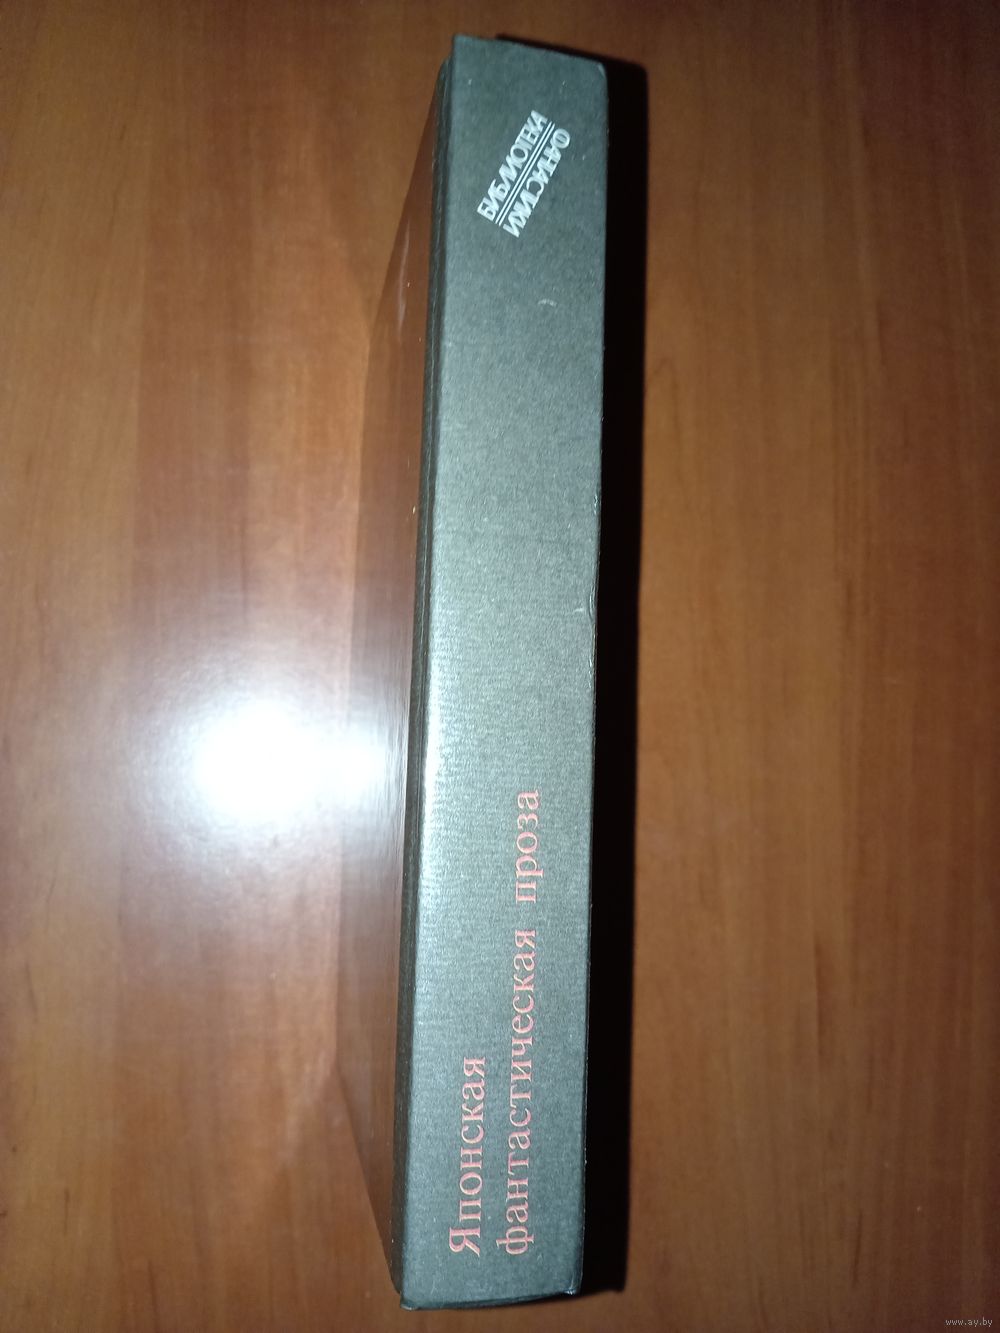 БИБЛИОТЕКА
ФАНТАСТИКИ
Японская
фантастическая проза
www.ay.by